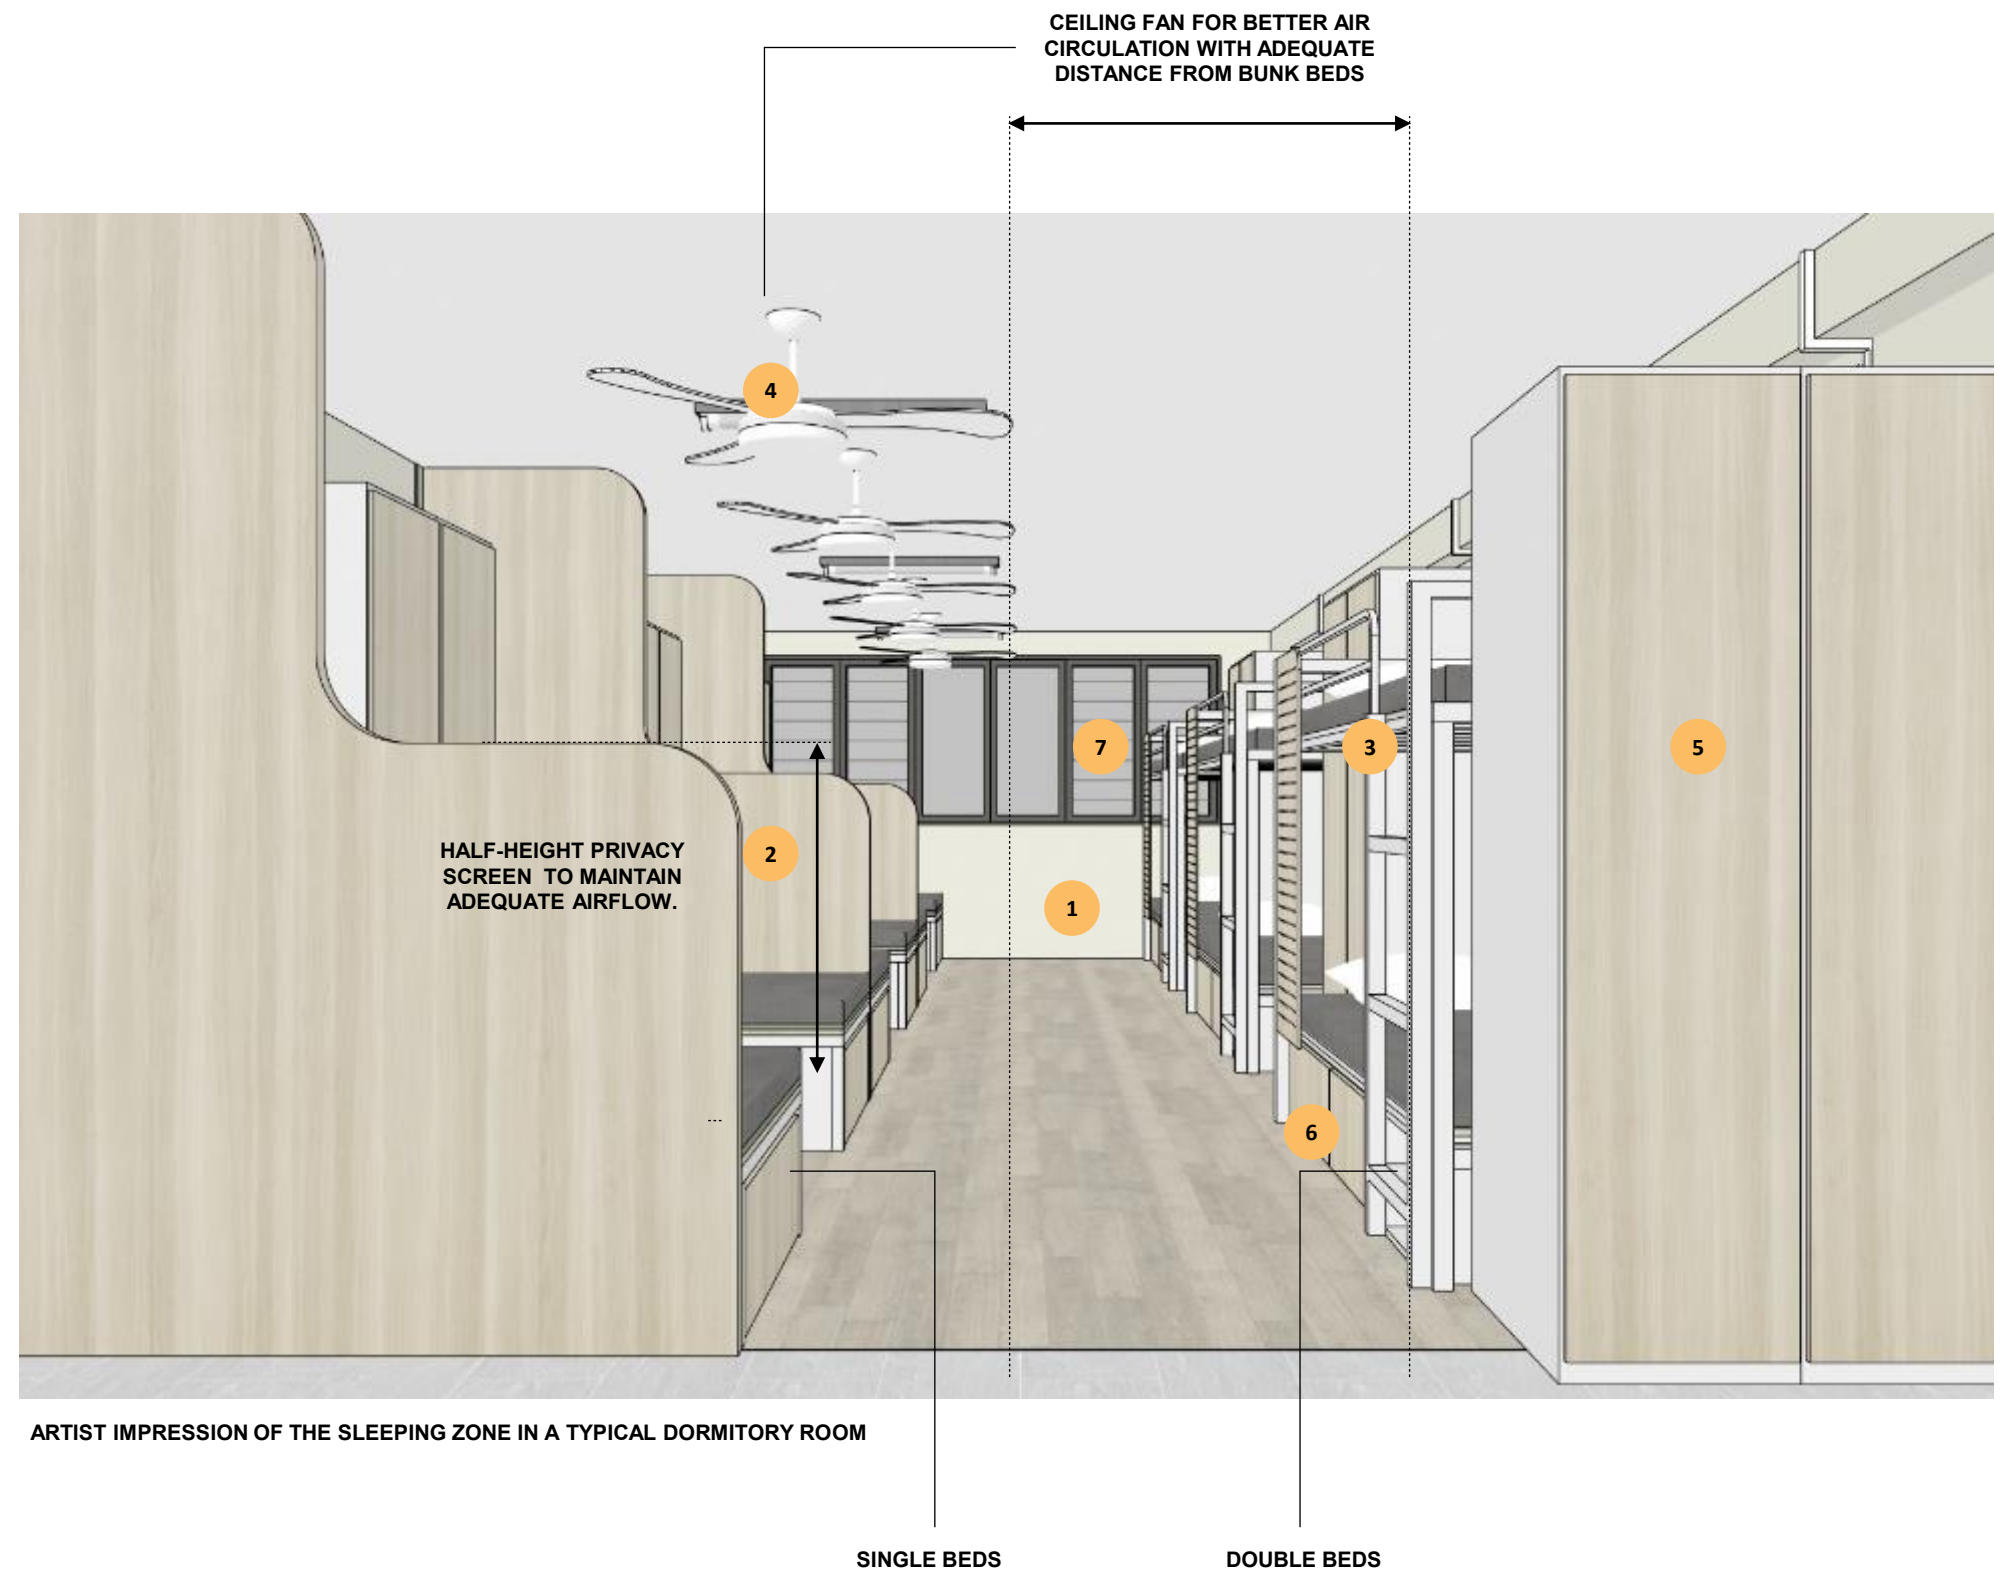 CEILING FAN FOR BETTER AIR
CIRCULATION WITH ADEQUATE
DISTANCE FROM BUNK BEDS
4
7
3
5
HALF-HEIGHT PRIVACY
SCREEN TO MAINTAIN
ADEQUATE AIRFLOW.
2
1
6
ARTIST IMPRESSION OF THE SLEEPING ZONE IN A TYPICAL DORMITORY ROOM
SINGLE BEDS
DOUBLE BEDS